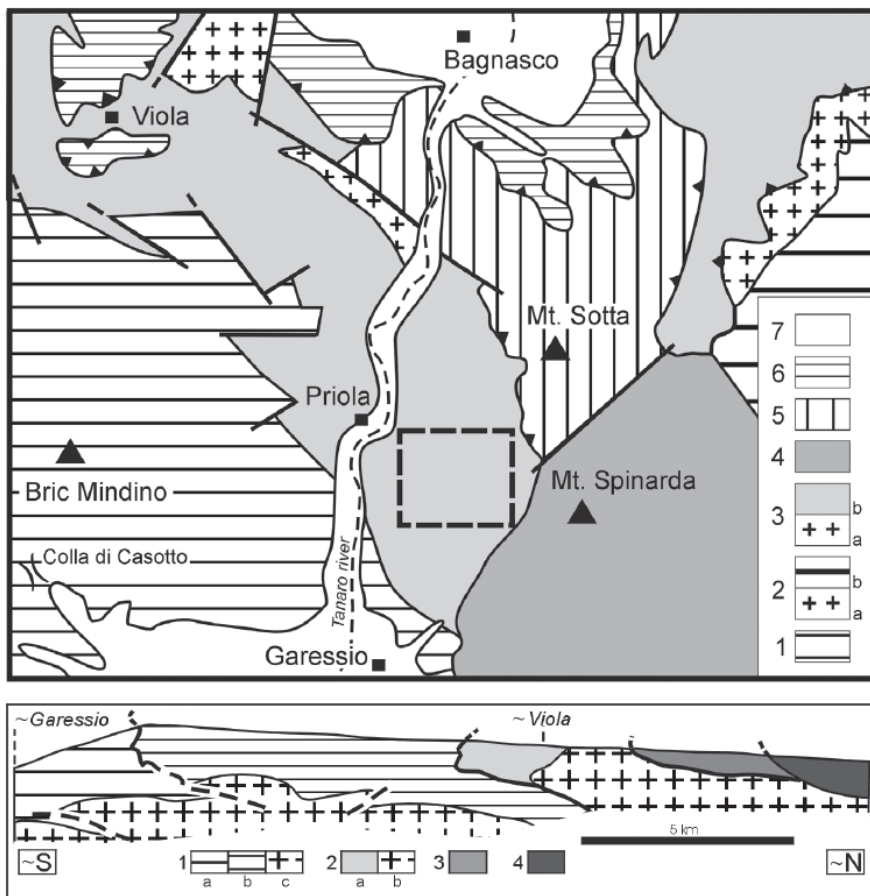 Bagnasco
Viola
Mt. Sotta
7
6
Priola
5
Mt. Spinarda
4
Bric Mindino
3
b
a
Colla di Casotto
2
b
a
Tanaro river
1
Garessio
~Garessio
~Viola
5 km
~S
1
a
b
c
2
a
b
3
4
~N